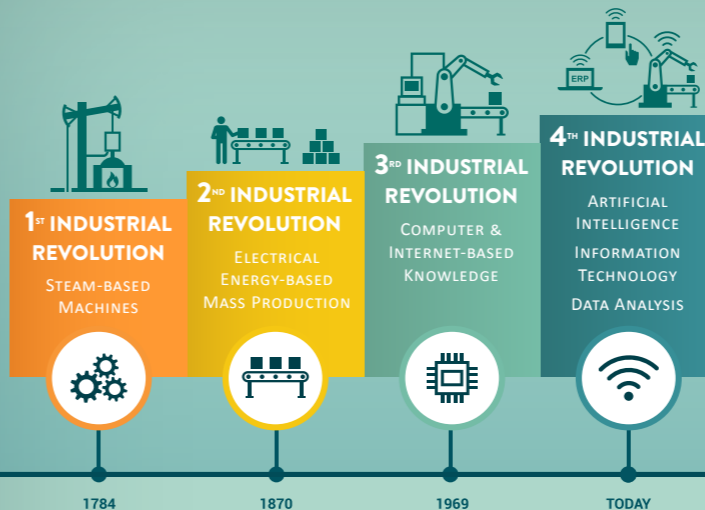 ERP
1ST INDUSTRIAL
REVOLUTION
STEAM-BASED
MACHINES
2ND INDUSTRIAL
REVOLUTION
ELECTRICAL
ENERGY-BASED
MASS PRODUCTION
3RD INDUSTRIAL
REVOLUTION
COMPUTER &
INTERNET-BASED
KNOWLEDGE
4TH INDUSTRIAL
REVOLUTION
ARTIFICIAL
INTELLIGENCE
INFORMATION
TECHNOLOGY
DATA ANALYSIS
1784
1870
1969
TODAY